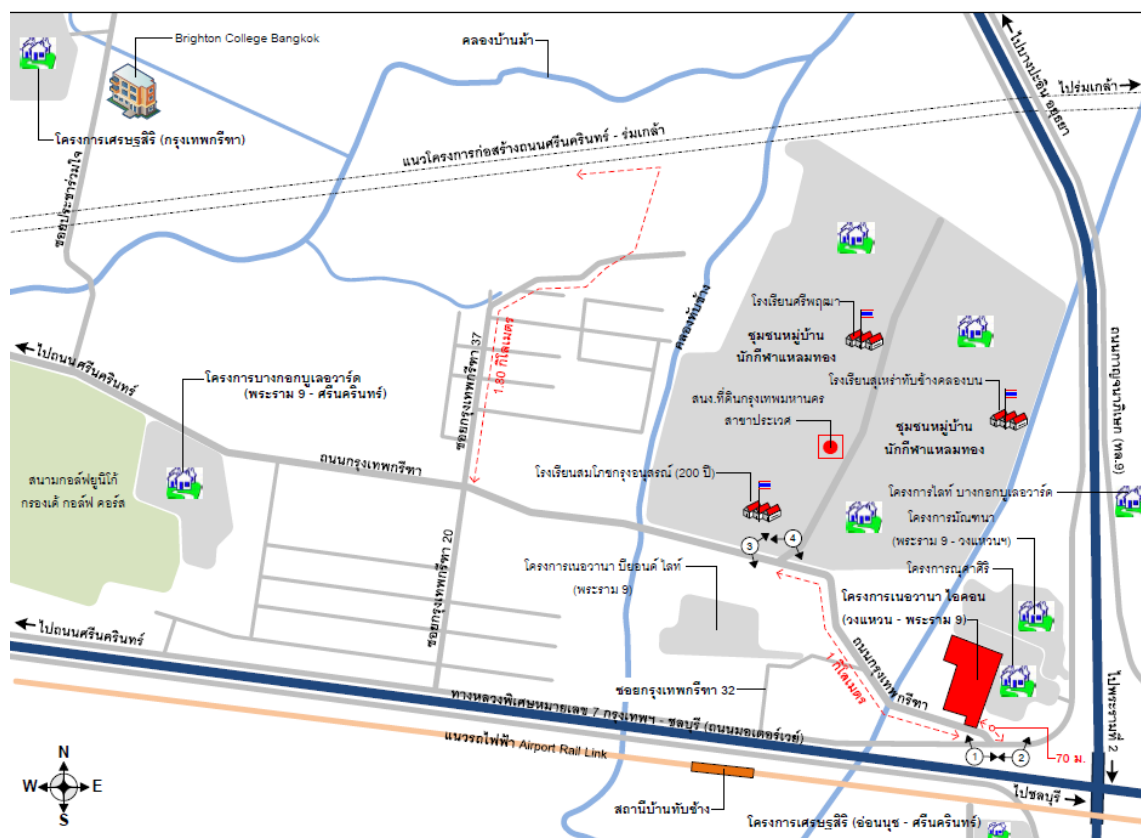 Brighton College Bangkok
คลองบ้านม้า
ไปบางปะอิน อยุธยา
ไปร่มเกล้า
โครงการเศรษฐสิริ (กรุงเทพกรีฑา)
แนวโครงการก่อสร้างถนนศรีนครินทร์ - ร่มเกล้า
ซอยประชาร่วมใจ
คลองทับช้าง
โรงเรียนศรีพฤฒา
ชุมชนหมู่บ้าน
นักกีฬาแหลมทอง
ไปถนนศรีนครินทร์
ซอยกรุงเทพกรีฑา 37
1.80 กิโลเมตร
ถนนกาญจนาภิเษก (ทล.9)
โครงการบางกอกบูเลอวาร์ด
(พระราม 9 - ศรีนครินทร์)
โรงเรียนสุเหร่าทับช้างคลองบน
สนง.ที่ดินกรุงเทพมหานคร
สาขาประเวศ
ชุมชนหมู่บ้าน
นักกีฬาแหลมทอง
สนามกอล์ฟยูนิโก้
กรองเด้ กอล์ฟ คอร์ส
ถนนกรุงเทพกรีฑา
โรงเรียนสมโภชกรุงอนุสรณ์ (200 ปี)
โครงการไลท์ บางกอกบูเลอวาร์ด
โครงการมัณฑนา
(พระราม 9 - วงแหวนฯ)
3
4
ซอยกรุงเทพกรีฑา 20
โครงการเนอวานา บียอนด์ ไลท์
(พระราม 9)
โครงการณุศาศิริ
โครงการเนอวานา ไอคอน
(วงแหวน - พระราม 9)
ไปถนนศรีนครินทร์
ถนนกรุงเทพกรีฑา
1 กิโลเมตร
ซอยกรุงเทพกรีฑา 32
ทางหลวงพิเศษหมายเลข 7 กรุงเทพฯ - ชลบุรี (ถนนมอเตอร์เวย์)
แนวรถไฟฟ้า Airport Rail Link
ไปพระรามที่ 2
1
2
70 ม.
N
W
E
S
สถานีบ้านทับช้าง
ไปชลบุรี
โครงการเศรษฐสิริ (อ่อนนุช - ศรีนครินทร์)